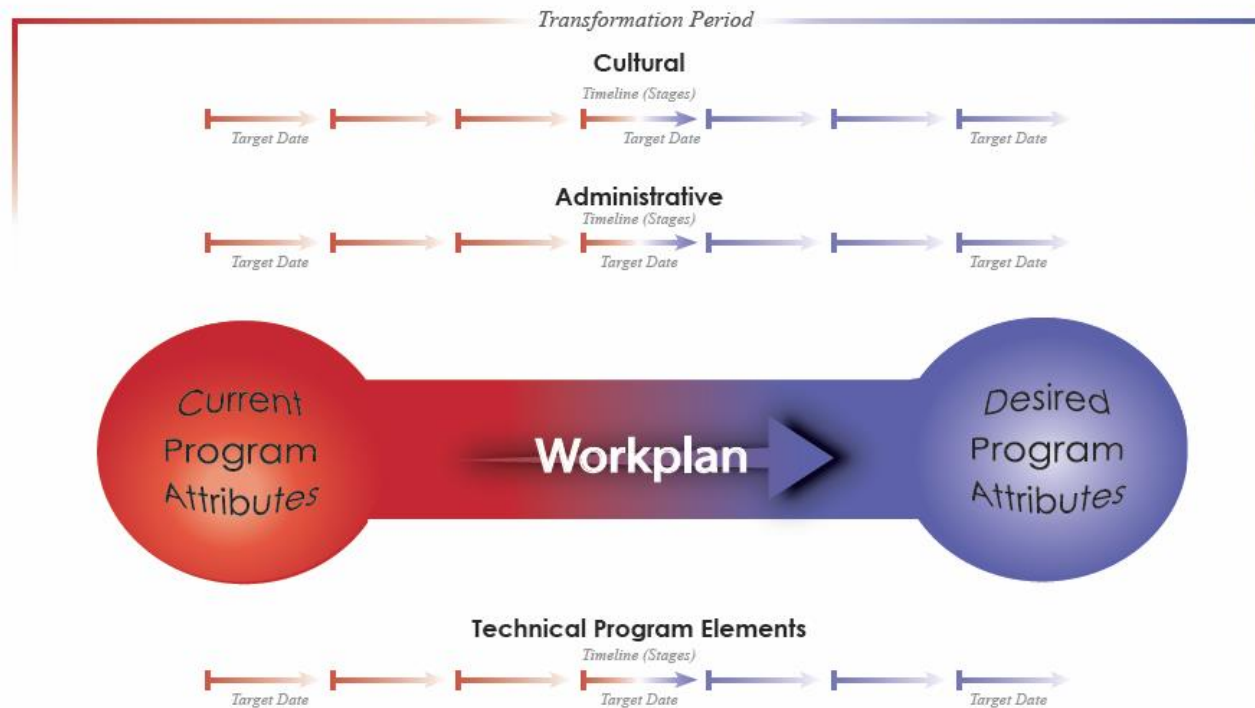 Transformation Period
Cultural
Timeline (Stages)
Target Date Target Date Target Date
Administrative
Timeline (Stages)
Target Date Target Date Target Date
Current
Program
Attributes
Workplan
Desired
Program
Attributes
Technical Program Elements
Timeline (Stages)
Target Date Target Date Target Date